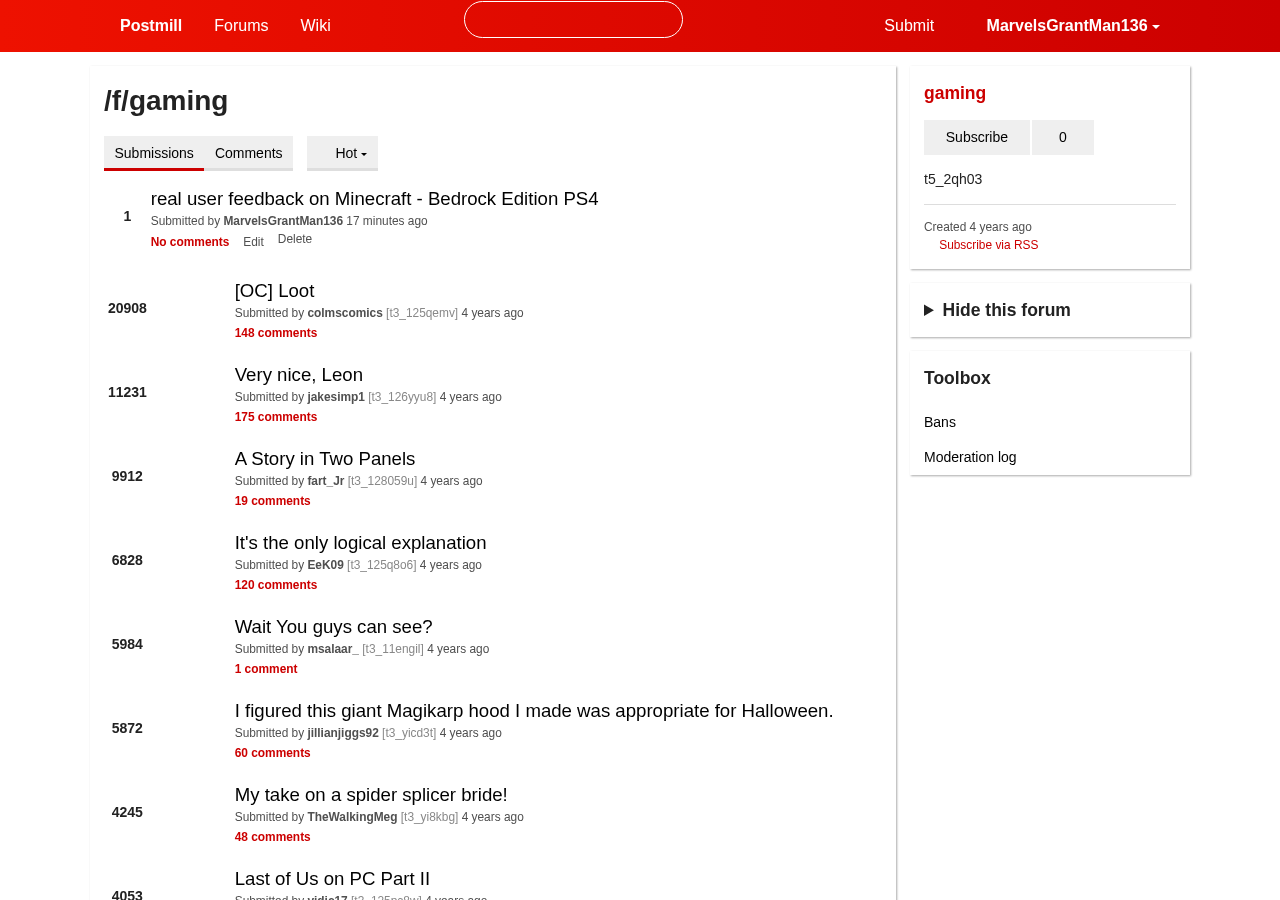 Postmill Forums Wiki Submit MarvelsGrantMan136
/f/gaming
Submissions Comments Hot
1
real user feedback on Minecraft - Bedrock Edition PS4
Submitted by MarvelsGrantMan136 17 minutes ago
No comments Edit Delete
20908
[OC] Loot
Submitted by colmscomics [t3_125qemv] 4 years ago
148 comments
11231
Very nice, Leon
Submitted by jakesimp1 [t3_126yyu8] 4 years ago
175 comments
9912
A Story in Two Panels
Submitted by fart_Jr [t3_128059u] 4 years ago
19 comments
6828
It's the only logical explanation
Submitted by EeK09 [t3_125q8o6] 4 years ago
120 comments
5984
Wait You guys can see?
Submitted by msalaar_ [t3_11engil] 4 years ago
1 comment
5872
I figured this giant Magikarp hood I made was appropriate for Halloween.
Submitted by jillianjiggs92 [t3_yicd3t] 4 years ago
60 comments
4245
My take on a spider splicer bride!
Submitted by TheWalkingMeg [t3_yi8kbg] 4 years ago
48 comments
4053
Last of Us on PC Part II
gaming
Subscribe 0
t5_2qh03
Created 4 years ago
Subscribe via RSS
Hide this forum
Toolbox
Bans
Moderation log